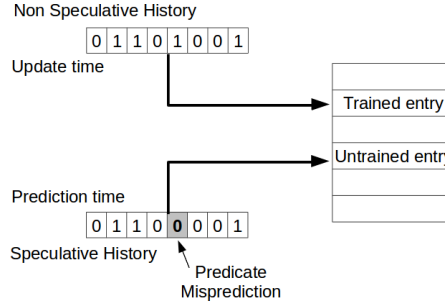 Non Speculative History
0 1 1 0 1 0 0 1
Update time
Trained entry
Untrained entry
Prediction time
0 1 1 0 0 0 0 1
Speculative History
Predicate
Misprediction